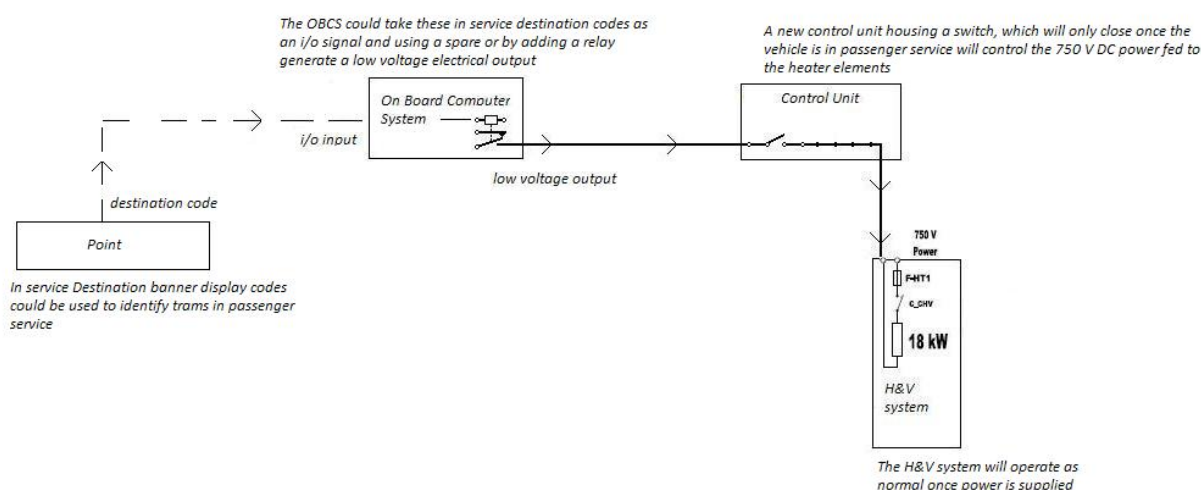 The OBCS could take these in service destination codes as
an i/o signal and using a spare or by adding a relay
generate a low voltage electrical output
A new control unit housing a switch, which will only close once the
vehicle is in passenger service will control the 750 V DC power fed to
the heater elements
On Board Computer
System
Control Unit
i/o input
low voltage output
destination code
Point
In service Destination banner display codes
could be used to identify trams in passenger
service
750 V
Power
F-HT1
C_CHV
18 kW
H&V
system
The H&V system will operate as
normal once power is supplied